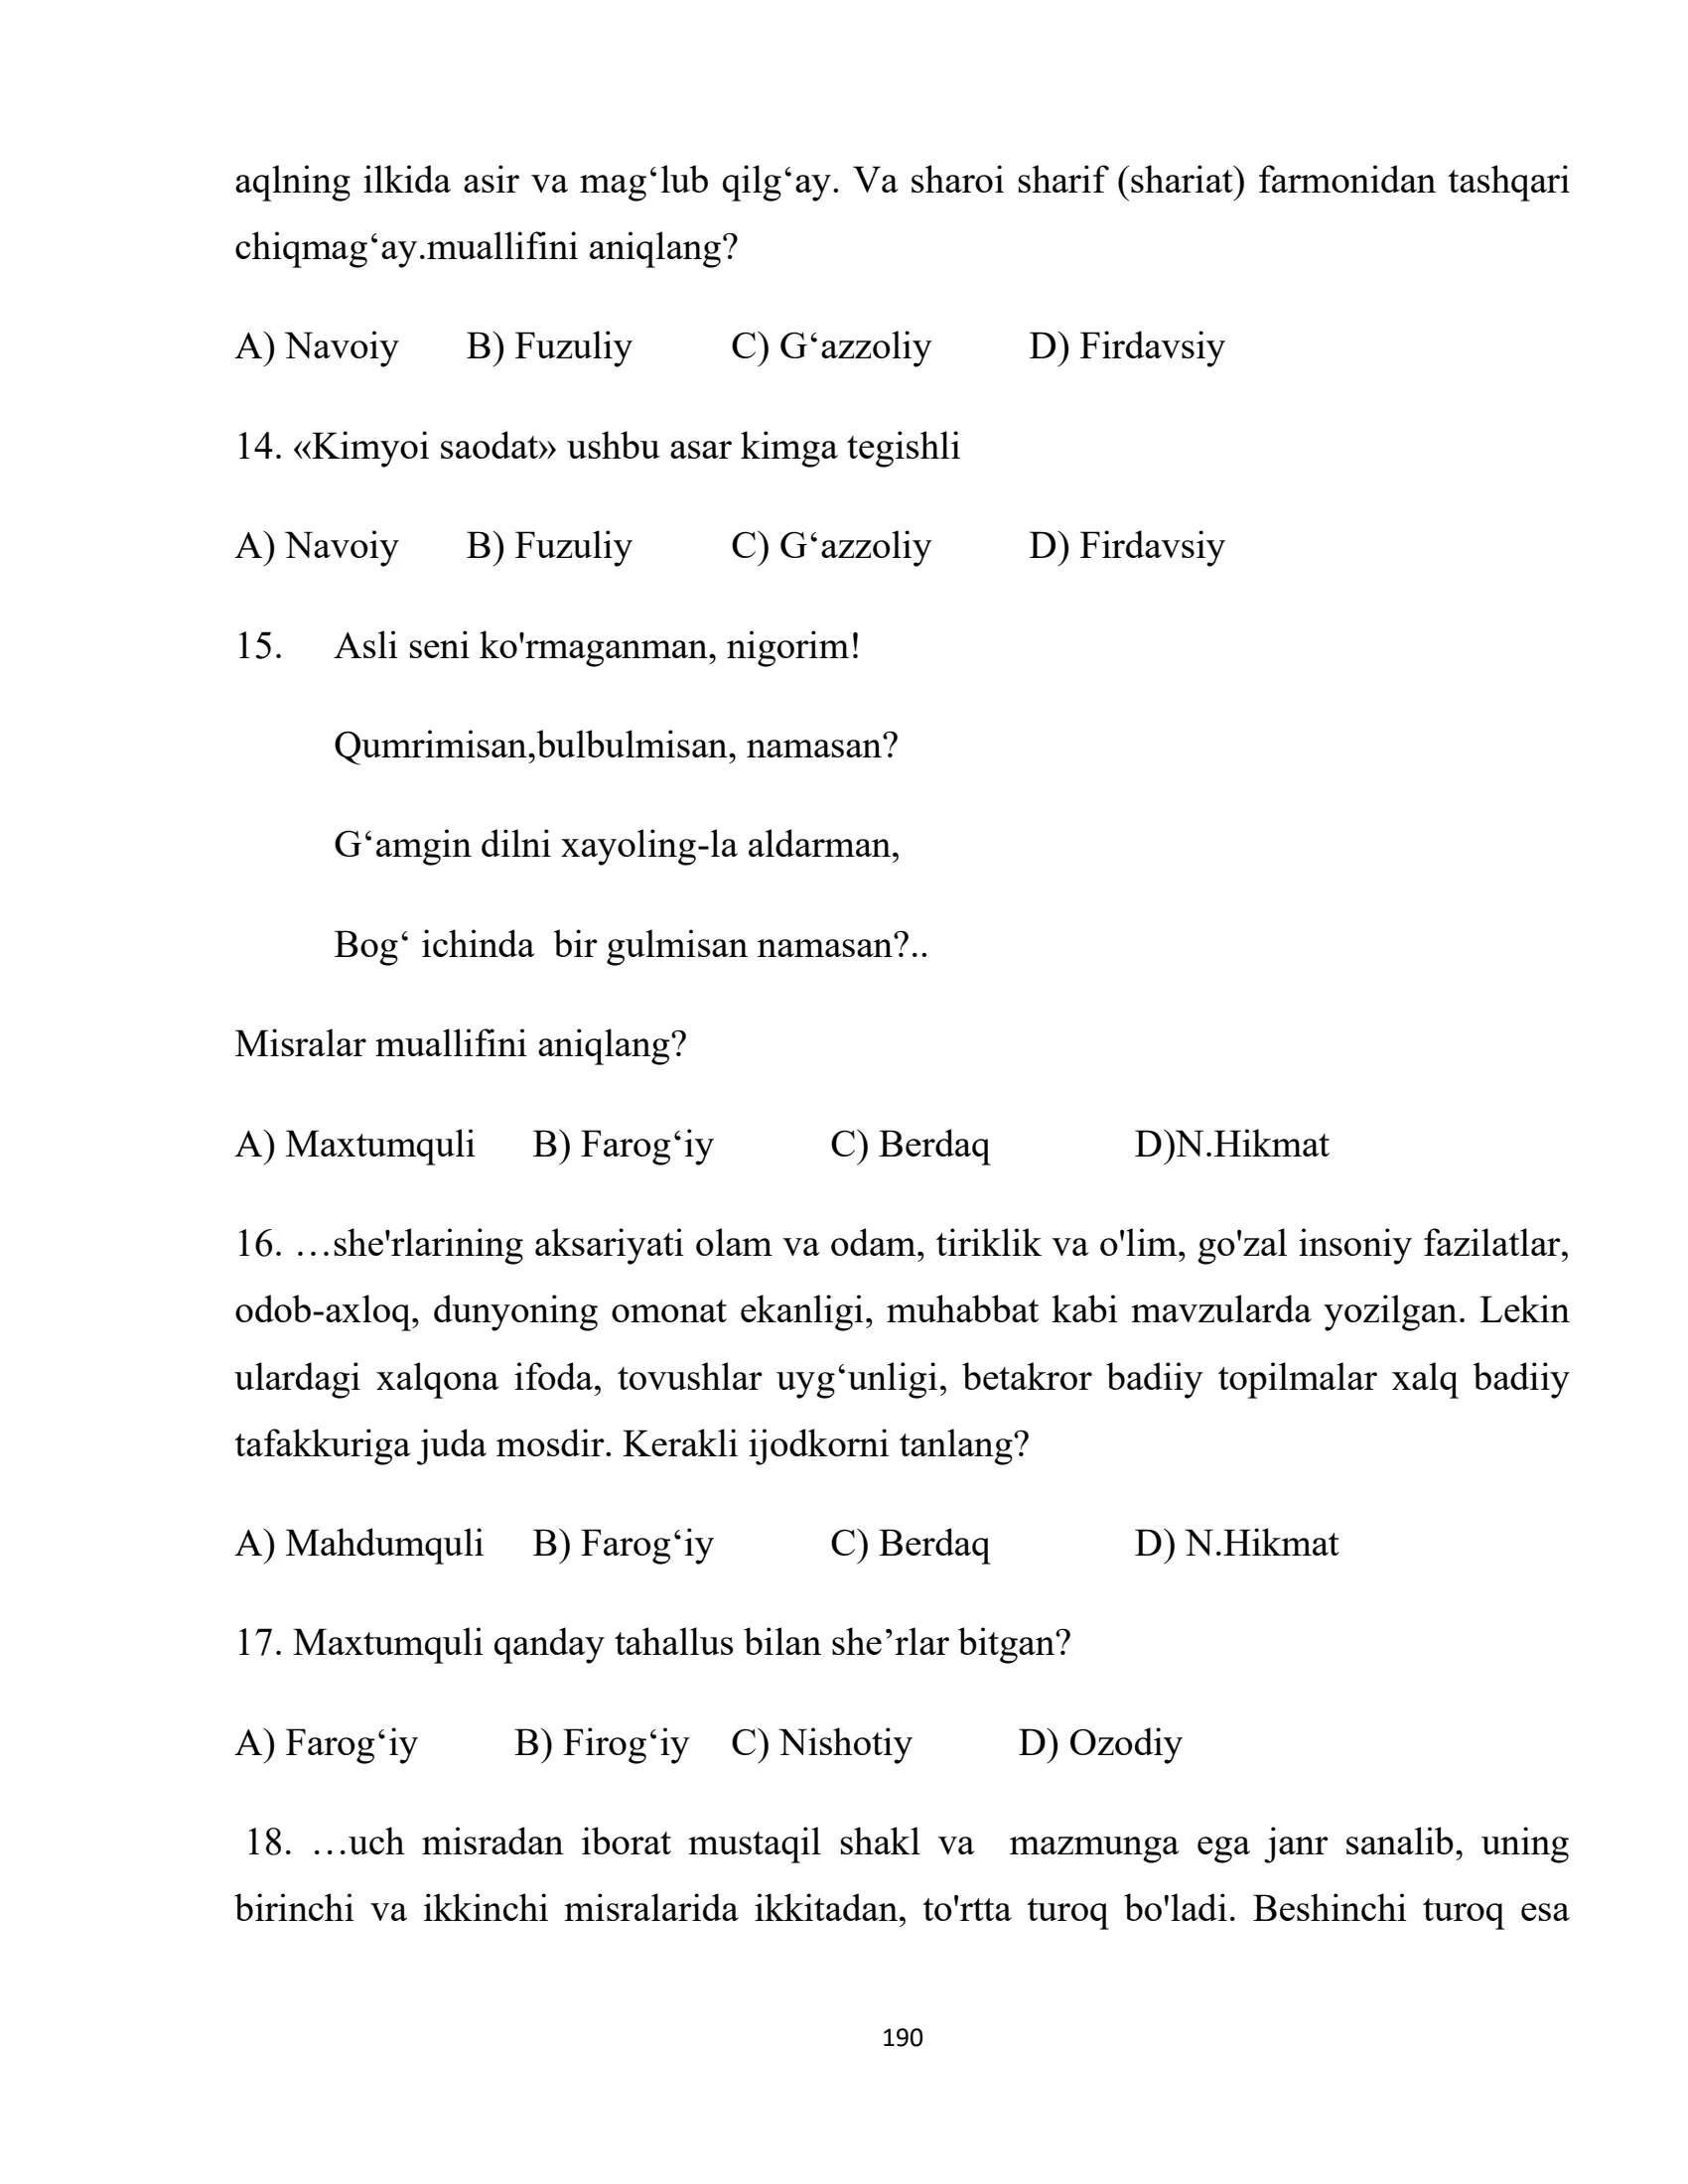 aqlning ilkida asir va mag‘lub qilg‘ay. Va sharoi sharif (shariat) farmonidan tashqari
chiqmag‘ay.muallifini aniqlang?
A) Navoiy B) Fuzuliy C) G‘azzoliy D) Firdavsiy
14. «Kimyoi saodat» ushbu asar kimga tegishli
A) Navoiy B) Fuzuliy C) G‘azzoliy D) Firdavsiy
15. Asli seni ko'rmaganman, nigorim!
Qumrimisan,bulbulmisan, namasan?
G‘amgin dilni xayoling-la aldarman,
Bog‘ ichinda bir gulmisan namasan?..
Misralar muallifini aniqlang?
A) Maxtumquli B) Farog‘iy C) Berdaq D)N.Hikmat
16. …she'rlarining aksariyati olam va odam, tiriklik va o'lim, go'zal insoniy fazilatlar,
odob-axloq, dunyoning omonat ekanligi, muhabbat kabi mavzularda yozilgan. Lekin
ulardagi xalqona ifoda, tovushlar uyg‘unligi, betakror badiiy topilmalar xalq badiiy
tafakkuriga juda mosdir. Kerakli ijodkorni tanlang?
A) Mahdumquli B) Farog‘iy C) Berdaq D) N.Hikmat
17. Maxtumquli qanday tahallus bilan she’rlar bitgan?
A) Farog‘iy B) Firog‘iy C) Nishotiy D) Ozodiy
18. …uch misradan iborat mustaqil shakl va mazmunga ega janr sanalib, uning
birinchi va ikkinchi misralarida ikkitadan, to'rtta turoq bo'ladi. Beshinchi turoq esa
190